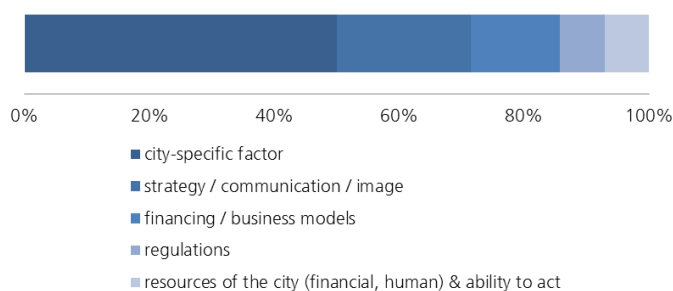 0% 20% 40% 60% 80% 100%
city-specific factor
strategy / communication / image
financing / business models
regulations
resources of the city (financial, human) & ability to act